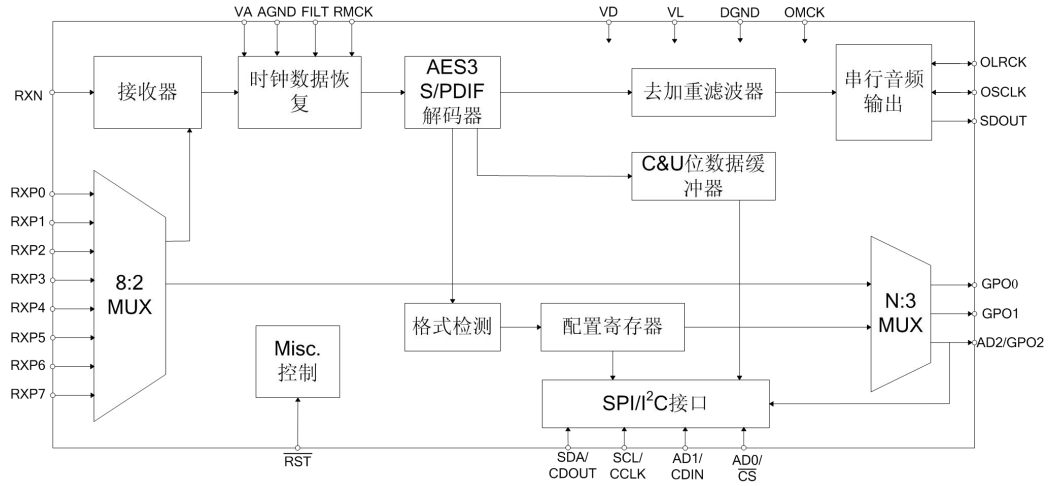 VA AGND FILT RMCK VD VL DGND OMCK
RXN
接收器
时钟数据恢
复
AES3
S/PDIF
解码器
去加重滤波器
串行音频
输出
OLRCK
OSCLK
SDOUT
C&U位数据缓
冲器
RXP0
RXP1
RXP2
RXP3
RXP4
RXP5
RXP6
RXP7
8:2
MUX
N:3
MUX
GPO0
GPO1
AD2/GPO2
格式检测
配置寄存器
Misc.
控制
SPI/I²C接口
RST
SDA/
CDOUT
SCL/
CCLK
AD1/
CDIN
AD0/
CS